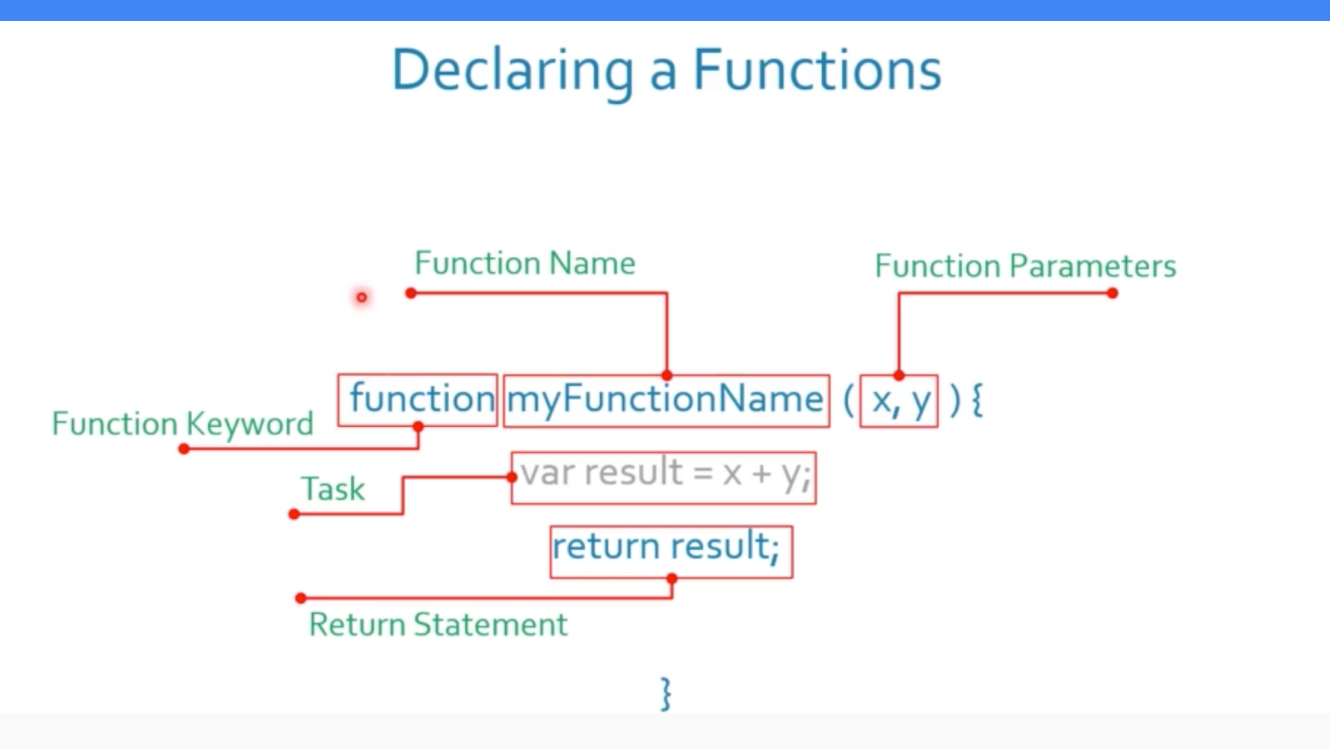 Declaring a Functions
Function Name
Function Parameters
function myFunctionName ( x, y ) {
Function Keyword
var result = x + y;
Task
return result;
Return Statement
}